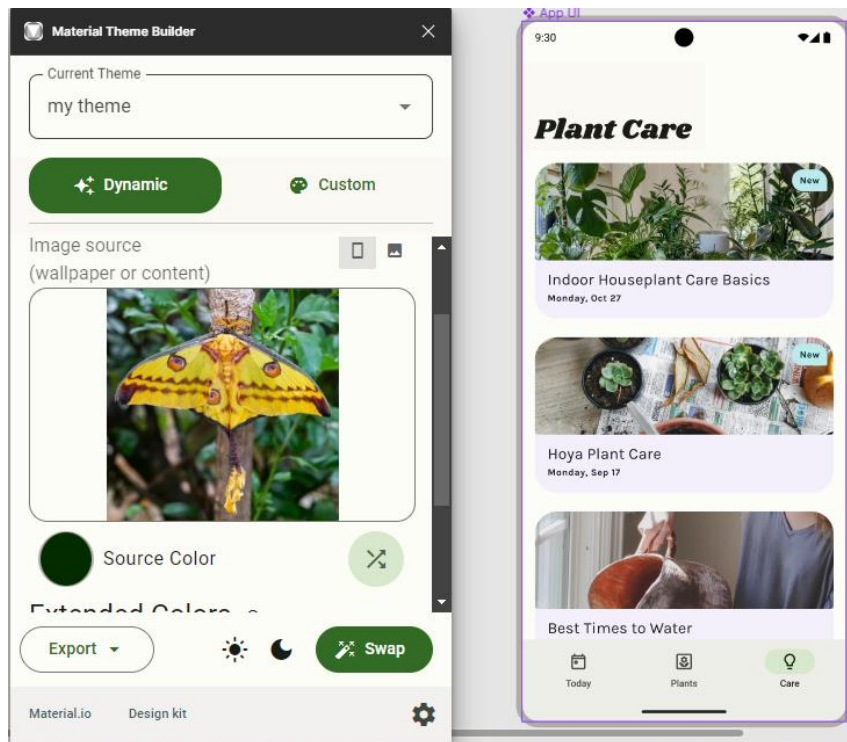 Material Theme Builder
Current Theme
my theme
Dynamic
Custom
Image source
(wallpaper or content)
Source Color
Extended Colors
Export
Swap
Material.io
Design kit
App UI
9:30
Plant Care
New
Indoor Houseplant Care Basics
Monday, Oct 27
New
Hoya Plant Care
Monday, Sep 17
Best Times to Water
Today
Plants
Care